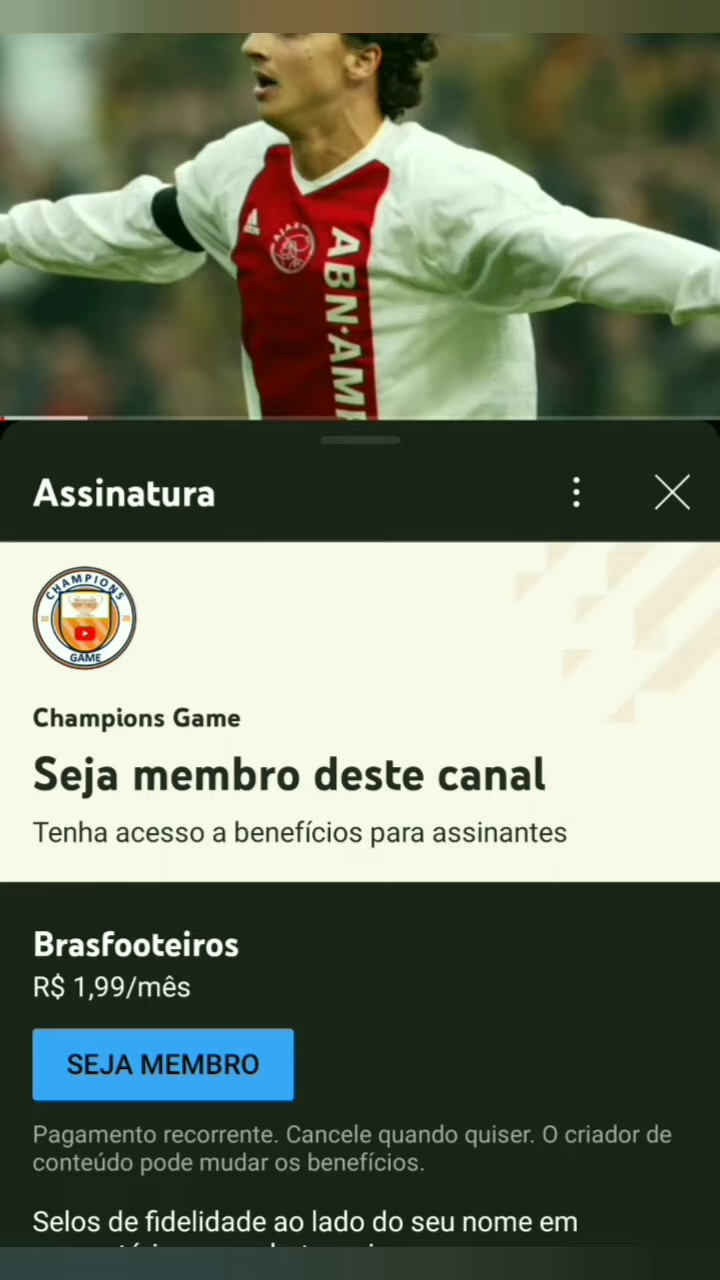 AJAX
ABN·AM
Assinatura
CHAMPIONS
GAME
Champions Game
Seja membro deste canal
Tenha acesso a benefícios para assinantes
Brasfooteiros
R$ 1,99/mês
SEJA MEMBRO
Pagamento recorrente. Cancele quando quiser. O criador de
conteúdo pode mudar os benefícios.
Selos de fidelidade ao lado do seu nome em